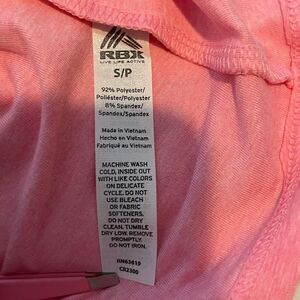 RBX
LIVE LIFE ACTIVE
S/P
92% Polyester/
Poliéster/Polyester
8% Spandex/
Spandex/Spandex
Made in Vietnam
Hecho en Vietnam
Fabriqué au Vietnam
MACHINE WASH
COLD, INSIDE OUT
WITH LIKE COLORS
ON DELICATE
CYCLE. DO NOT
USE BLEACH
OR FABRIC
SOFTENERS.
DO NOT DRY
CLEAN. TUMBLE
DRY LOW. REMOVE
PROMPTLY.
DO NOT IRON.
RN63619
CR2300